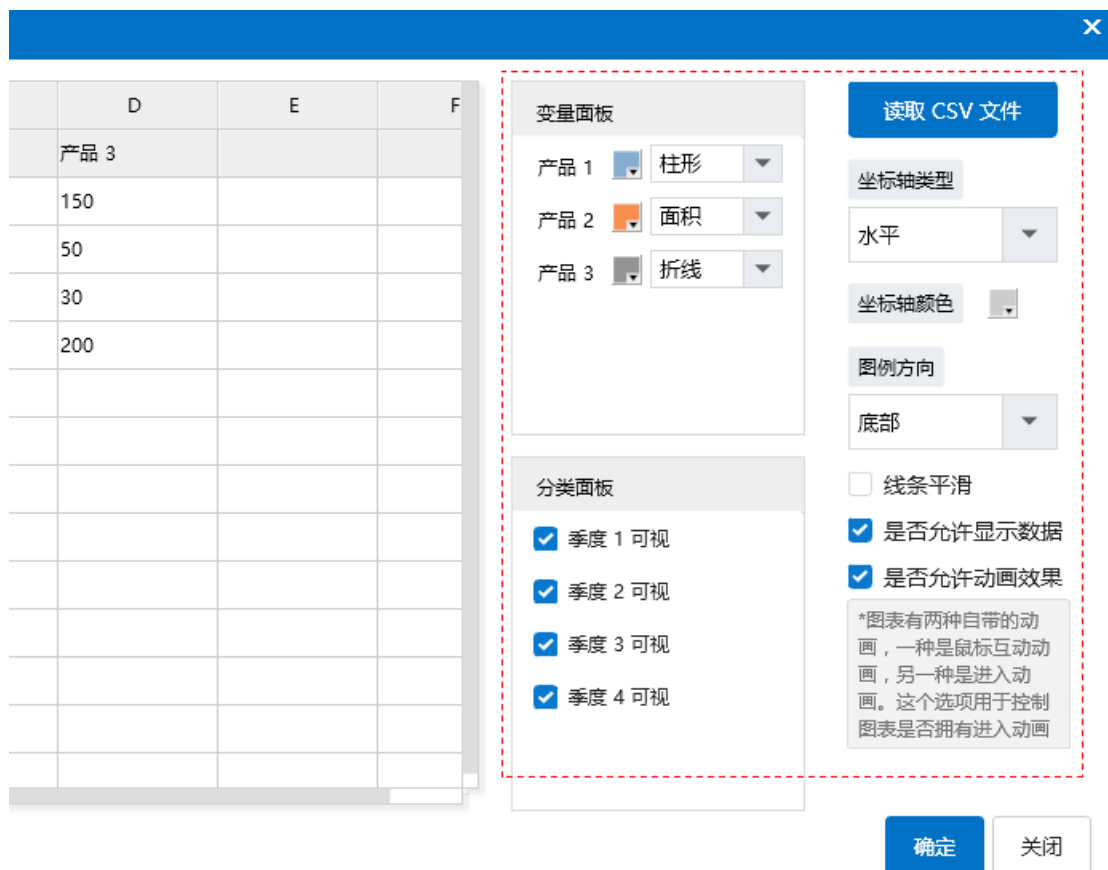 D E F
产品 3
150
50
30
200
变量面板
产品 1 柱形
产品 2 面积
产品 3 折线
分类面板
季度 1 可视
季度 2 可视
季度 3 可视
季度 4 可视
读取 CSV 文件
坐标轴类型
水平
坐标轴颜色
图例方向
底部
线条平滑
是否允许显示数据
是否允许动画效果
*图表有两种自带的动
画，一种是鼠标互动动
画，另一种是进入动
画。这个选项用于控制
图表是否拥有进入动画
确定 关闭